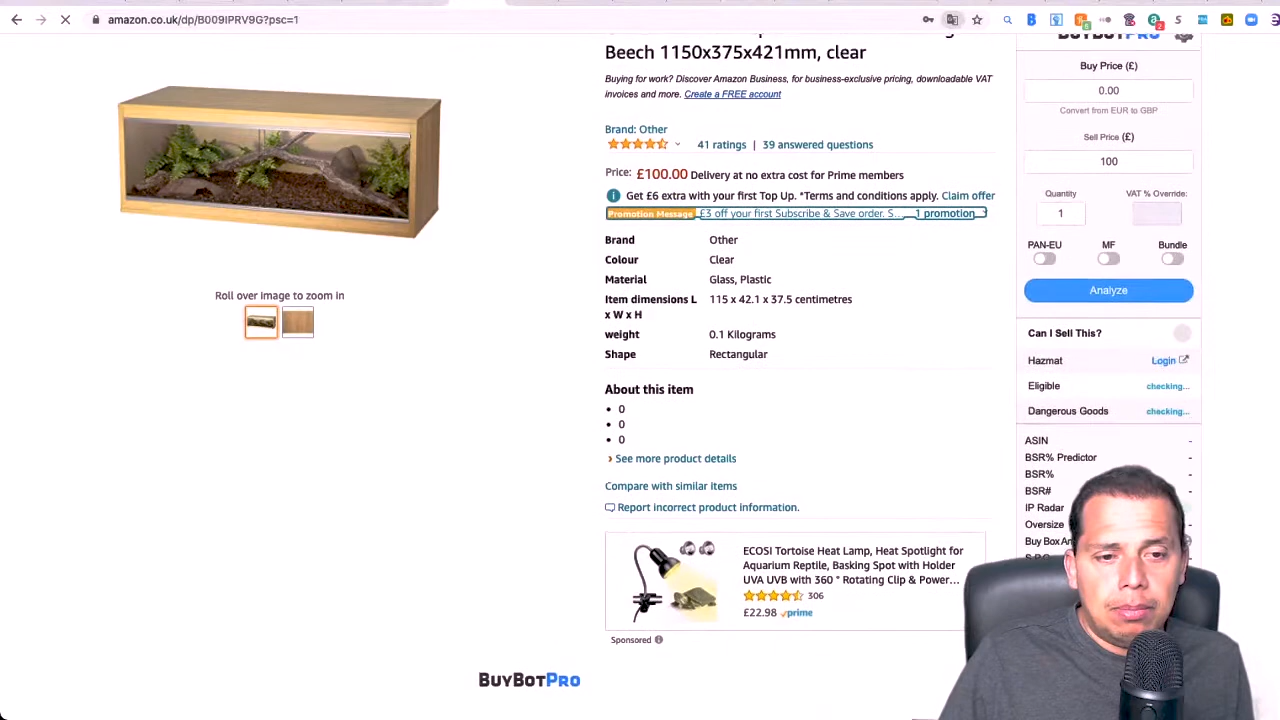 amazon.co.uk/dp/B009IPRV9G?psc=1
Beech 1150x375x421mm, clear
Buying for work? Discover Amazon Business, for business-exclusive pricing, downloadable VAT
invoices and more. Create a FREE account
Brand: Other
41 ratings | 39 answered questions
Price: £100.00 Delivery at no extra cost for Prime members
Get £6 extra with your first Top Up. *Terms and conditions apply. Claim offer
Promotion Message £3 off your first Subscribe & Save order. S... 1 promotion
Brand Other
Colour Clear
Material Glass, Plastic
Item dimensions L 115 x 42.1 x 37.5 centimetres
x W x H
weight 0.1 Kilograms
Shape Rectangular
About this item
• 0
• 0
• 0
› See more product details
Compare with similar items
Report incorrect product information.
Roll over image to zoom in
ECOSI Tortoise Heat Lamp, Heat Spotlight for
Aquarium Reptile, Basking Spot with Holder
UVA UVB with 360 ° Rotating Clip & Power...
306
£22.98 prime
Sponsored
BUYBOTPRO
BUYBOTPRO
Buy Price (£)
0.00
Convert from EUR to GBP
Sell Price (£)
100
Quantity VAT % Override:
1
PAN-EU MF Bundle
Analyze
Can I Sell This?
Hazmat Login
Eligible checking...
Dangerous Goods checking...
ASIN -
BSR% Predictor -
BSR% -
BSR# -
IP Radar
Oversize